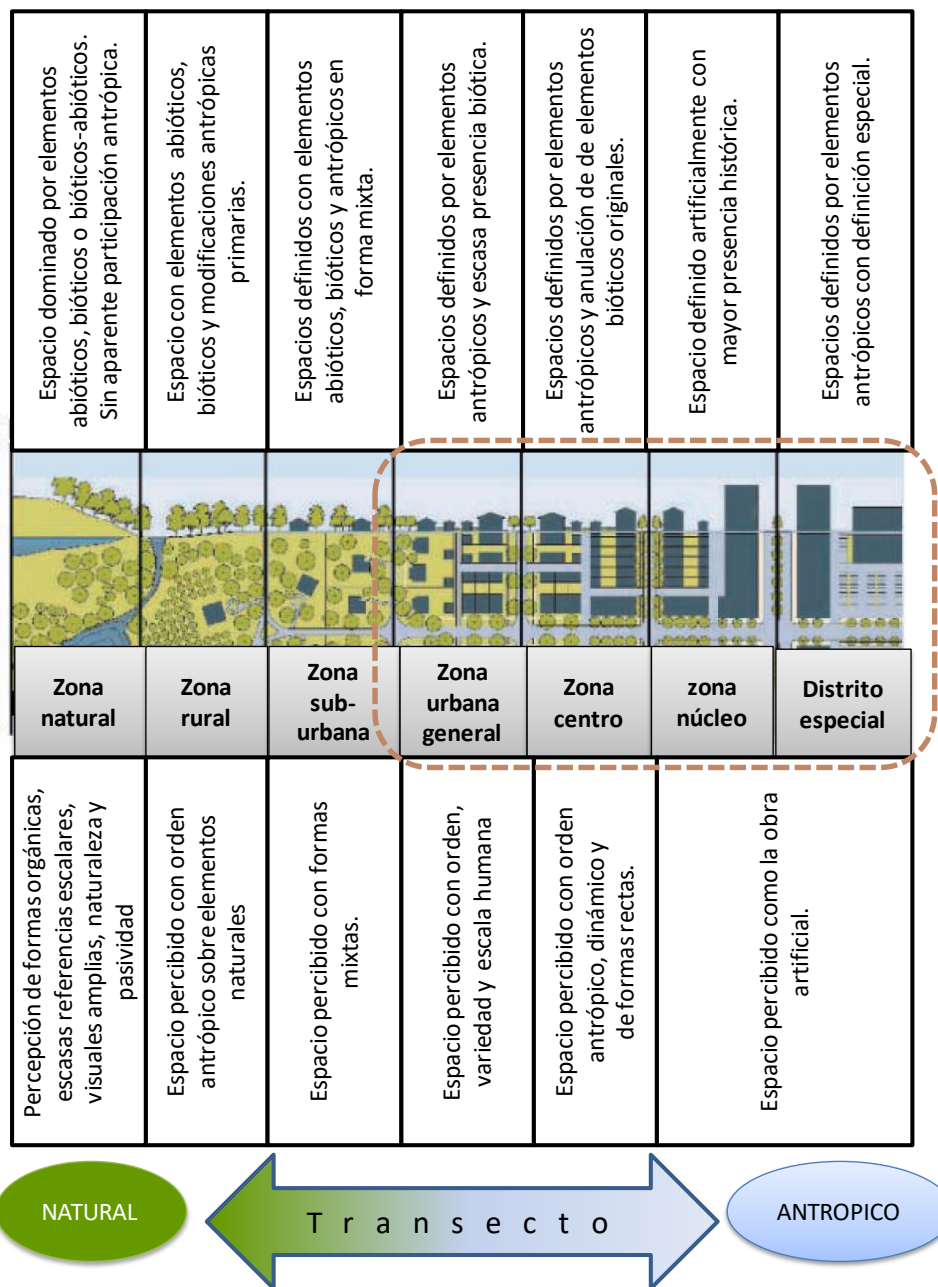 Espacio dominado por elementos
abióticos, bióticos o bióticos-abióticos.
Sin aparente participación antrópica.
Espacio con elementos abióticos,
bióticos y modificaciones antrópicas
primarias.
Espacios definidos con elementos
abióticos, bióticos y antrópicos en
forma mixta.
Espacios definidos por elementos
antrópicos y escasa presencia biótica.
Espacios definidos por elementos
antrópicos y anulación de de elementos
bióticos originales.
Espacio definido artificialmente con
mayor presencia histórica.
Espacios definidos por elementos
antrópicos con definición especial.
Zona
natural
Zona
rural
Zona
sub-
urbana
Zona
urbana
general
Zona
centro
zona
núcleo
Distrito
especial
Percepción de formas orgánicas,
escasas referencias escalares,
visuales amplias, naturaleza y
pasividad
Espacio percibido con orden
antrópico sobre elementos
naturales
Espacio percibido con formas
mixtas.
Espacio percibido con orden,
variedad y escala humana
Espacio percibido con orden
antrópico, dinámico y
de formas rectas.
Espacio percibido como la obra
artificial.
NATURAL
Transecto
ANTROPICO